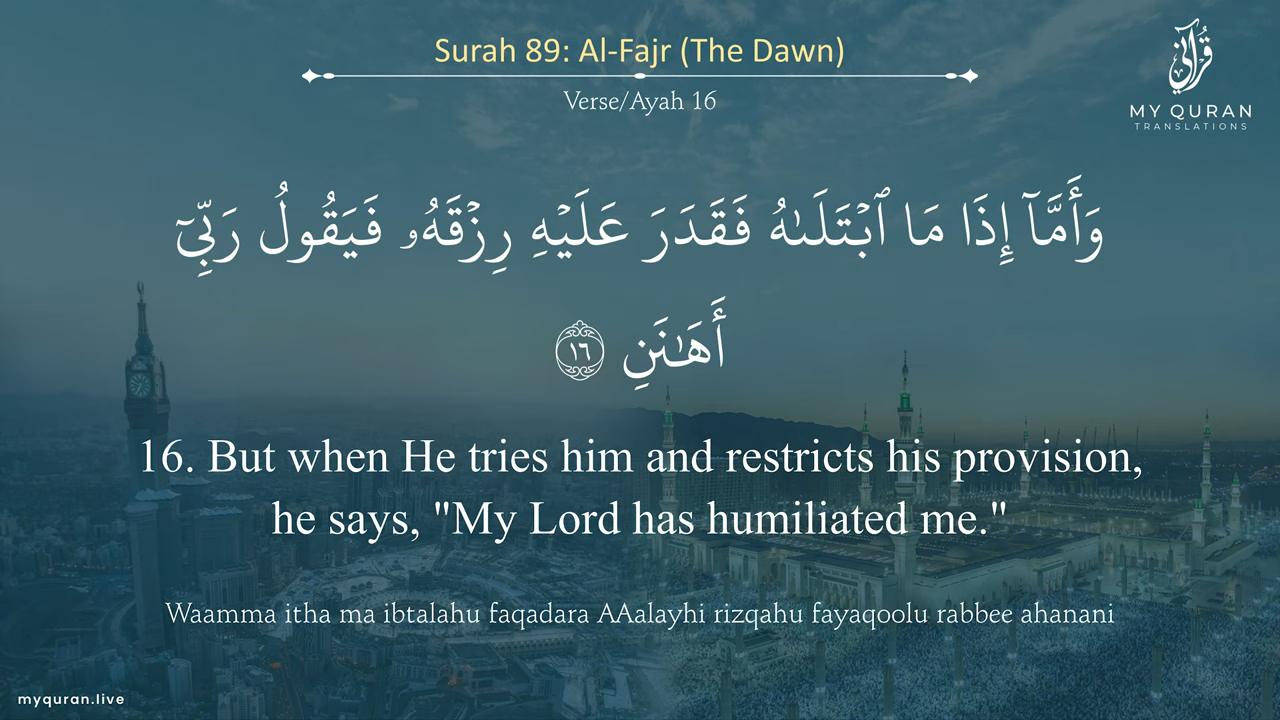 Surah 89: Al-Fajr (The Dawn)
Verse/Ayah 16
قرآني
MY QURAN
TRANSLATIONS
وَأَمَّآ إِذَا مَا ٱبْتَلَىٰهُ فَقَدَرَ عَلَيْهِ رِزْقَهُۥ فَيَقُولُ رَبِّىٓ
أَهَـٰنَنِ ١٦
16. But when He tries him and restricts his provision,
he says, "My Lord has humiliated me."
Waamma itha ma ibtalahu faqadara AAalayhi rizqahu fayaqoolu rabbee ahanani
myquran.live